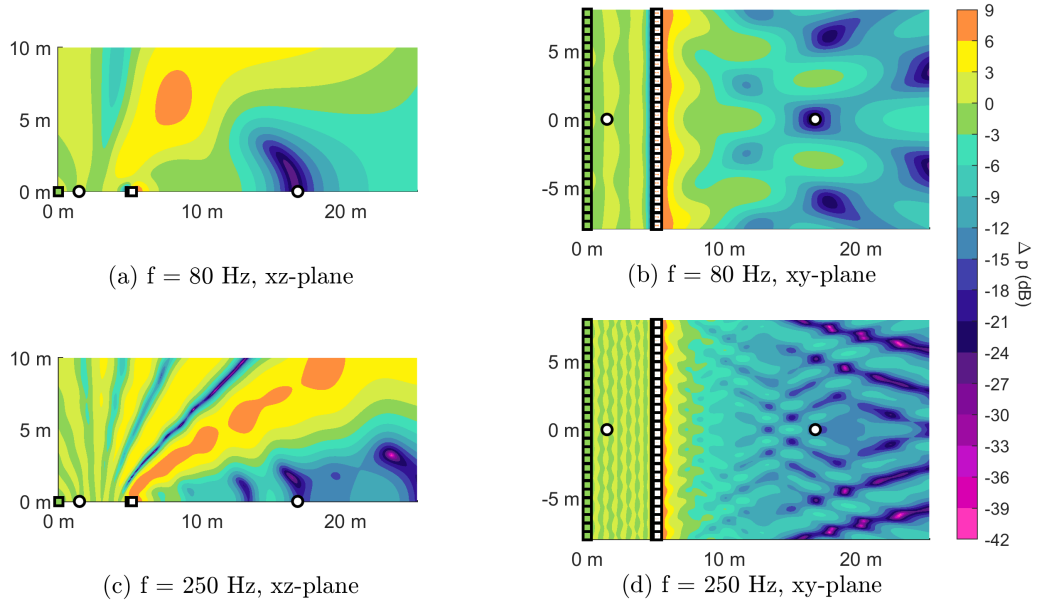 10 m
5 m
0 m
0 m
10 m
20 m
(a) f = 80 Hz, xz-plane
5 m
0 m
-5 m
0 m
10 m
20 m
(b) f = 80 Hz, xy-plane
10 m
5 m
0 m
0 m
10 m
20 m
(c) f = 250 Hz, xz-plane
5 m
0 m
-5 m
0 m
10 m
20 m
(d) f = 250 Hz, xy-plane
9
6
3
0
-3
-6
-9
-12
-15
-18
-21
-24
-27
-30
-33
-36
-39
-42
Δ p (dB)